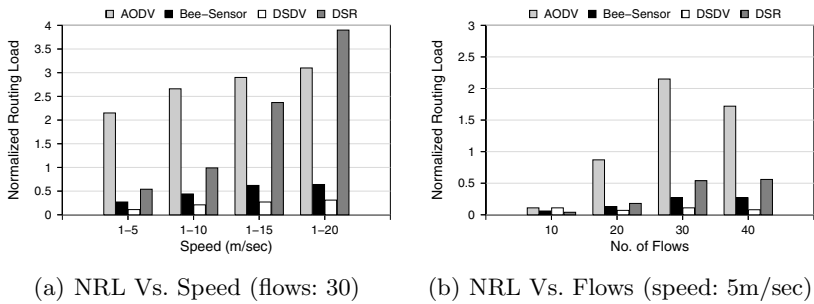 AODV Bee−Sensor DSDV DSR
4
3.5
3
2.5
2
1.5
1
0.5
0
Normalized Routing Load
1−5 1−10 1−15 1−20
Speed (m/sec)
(a) NRL Vs. Speed (flows: 30)
AODV Bee−Sensor DSDV DSR
3
2.5
2
1.5
1
0.5
0
Normalized Routing Load
10 20 30 40
No. of Flows
(b) NRL Vs. Flows (speed: 5m/sec)